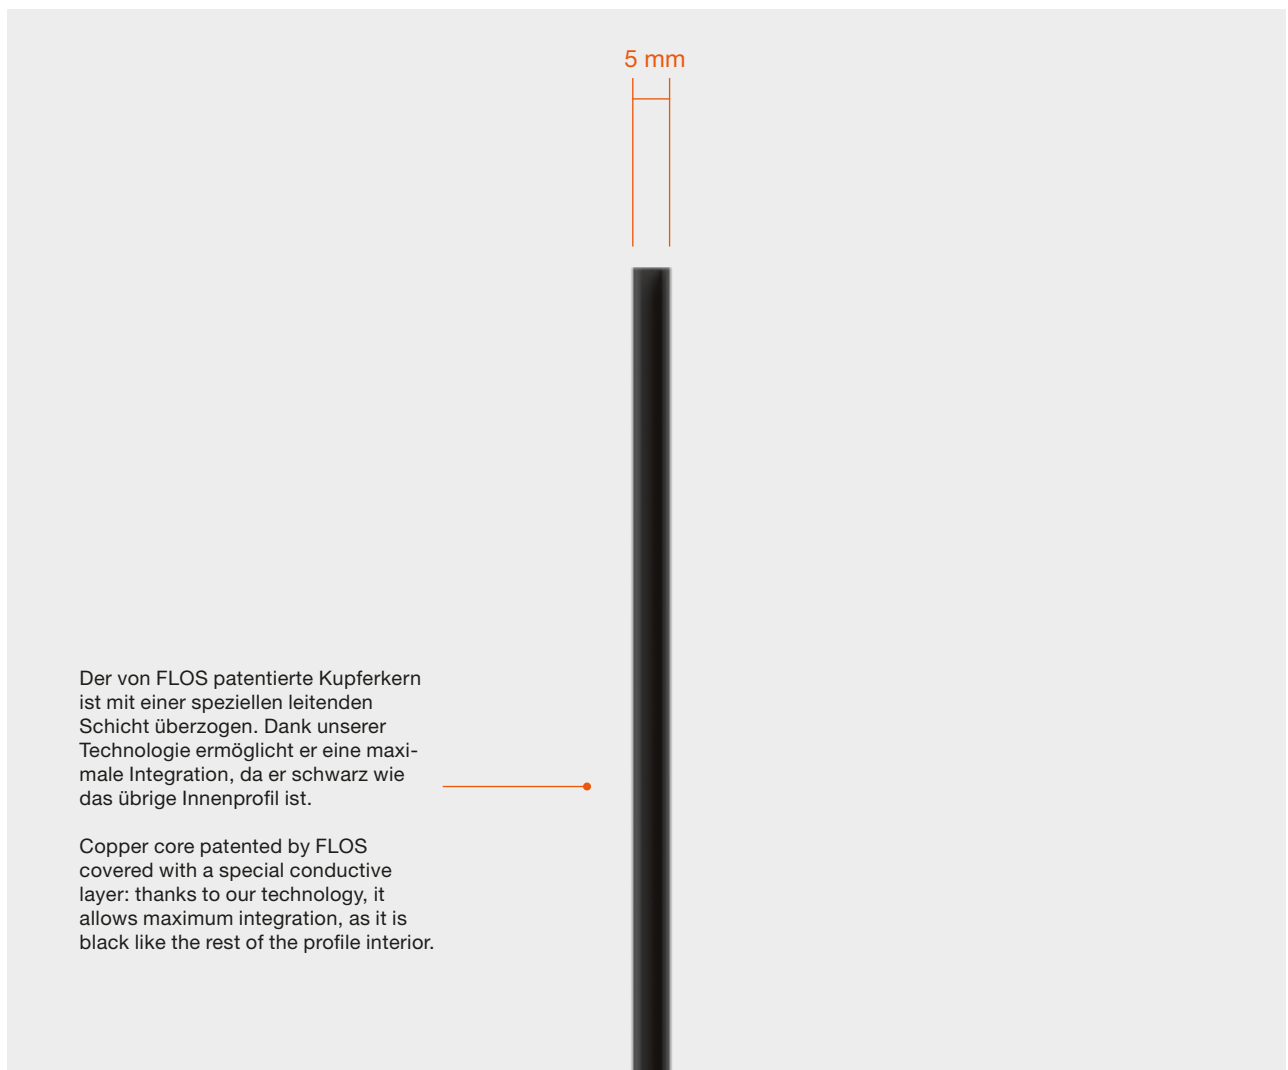 5 mm
Der von FLOS patentierte Kupferkern
ist mit einer speziellen leitenden
Schicht überzogen. Dank unserer
Technologie ermöglicht er eine maxi-
male Integration, da er schwarz wie
das übrige Innenprofil ist.
Copper core patented by FLOS
covered with a special conductive
layer: thanks to our technology, it
allows maximum integration, as it is
black like the rest of the profile interior.